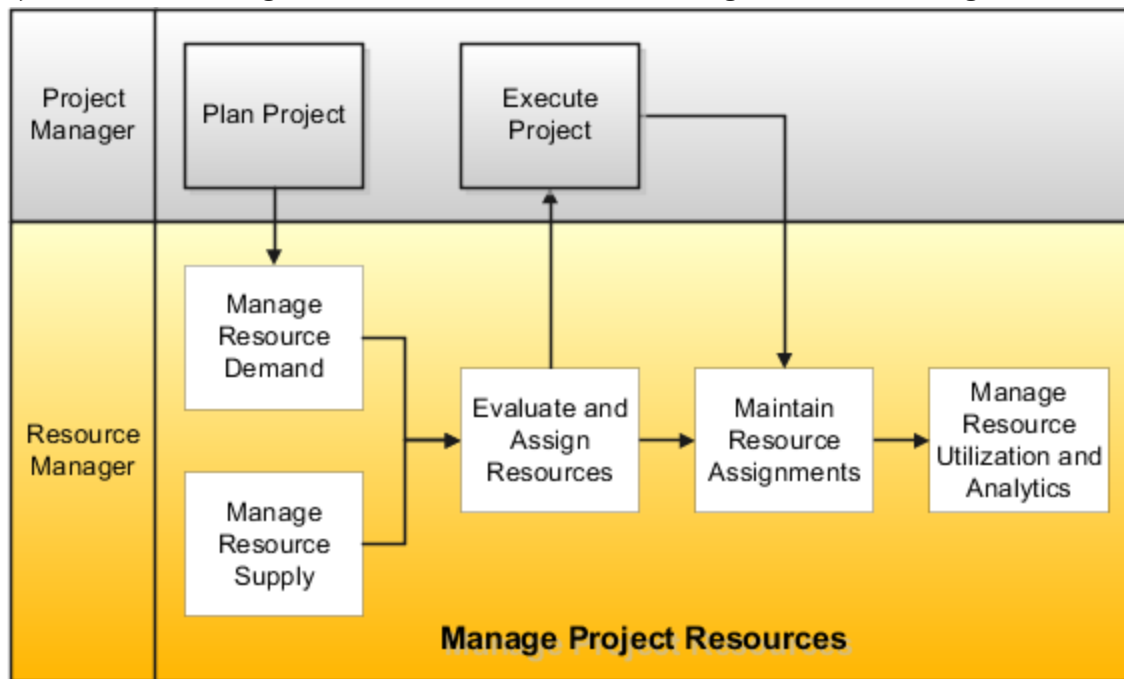 Project
Manager
Plan Project
Execute
Project
Resource
Manager
Manage
Resource
Demand
Manage
Resource
Supply
Evaluate and
Assign
Resources
Maintain
Resource
Assignments
Manage
Resource
Utilization and
Analytics
Manage Project Resources